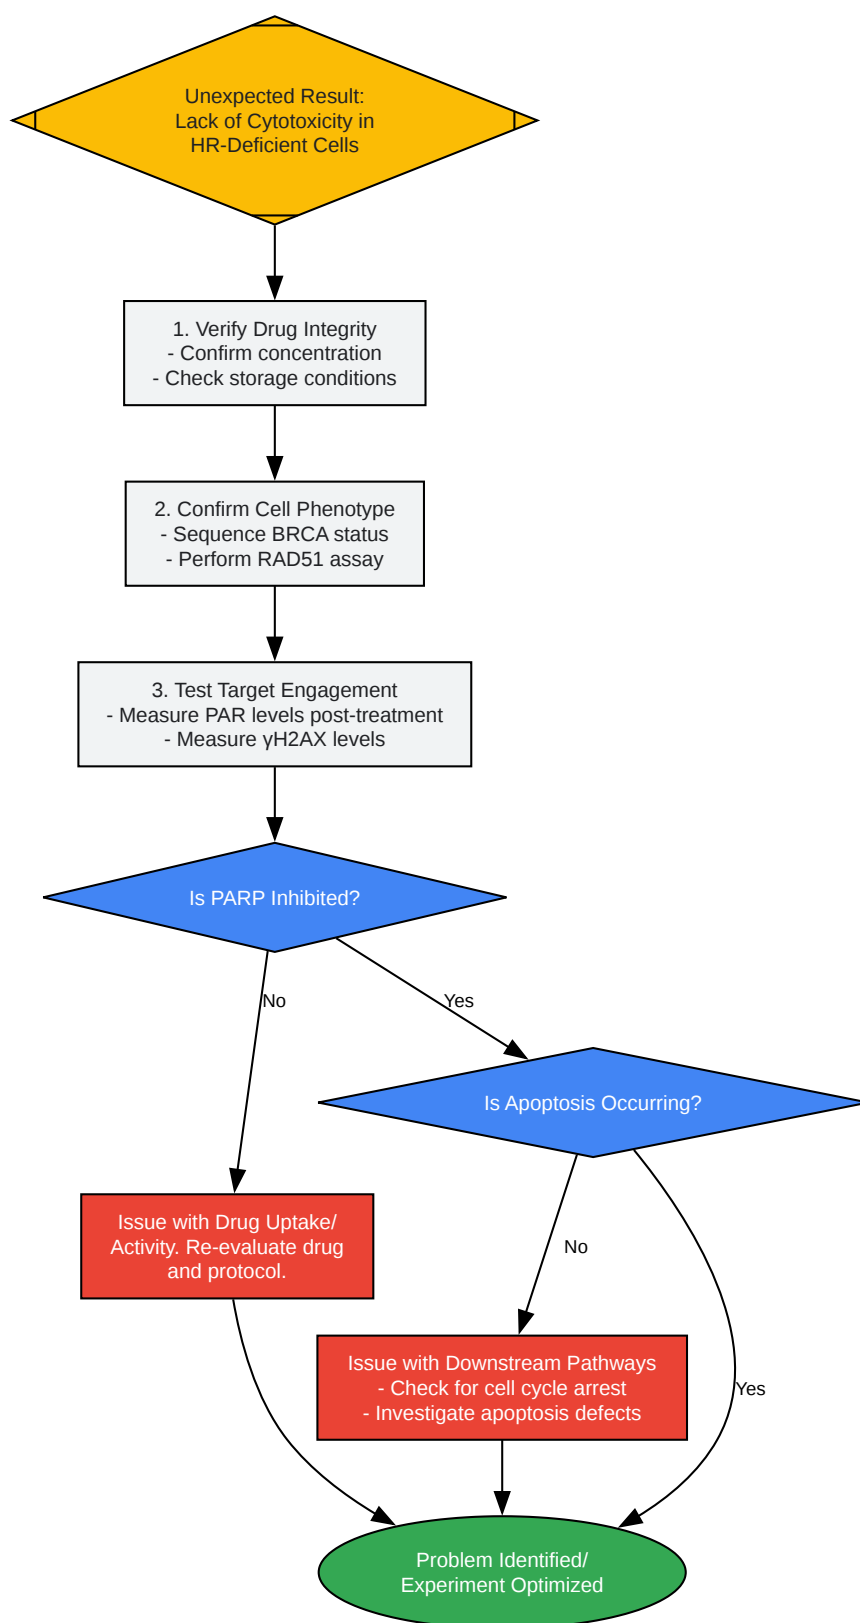 Unexpected Result:
Lack of Cytotoxicity in
HR-Deficient Cells
1. Verify Drug Integrity
- Confirm concentration
- Check storage conditions
2. Confirm Cell Phenotype
- Sequence BRCA status
- Perform RAD51 assay
3. Test Target Engagement
- Measure PAR levels post-treatment
- Measure γH2AX levels
Is PARP Inhibited?
No
Yes
Is Apoptosis Occurring?
Issue with Drug Uptake/
Activity. Re-evaluate drug
and protocol.
No
Issue with Downstream Pathways
- Check for cell cycle arrest
- Investigate apoptosis defects
Yes
Problem Identified/
Experiment Optimized